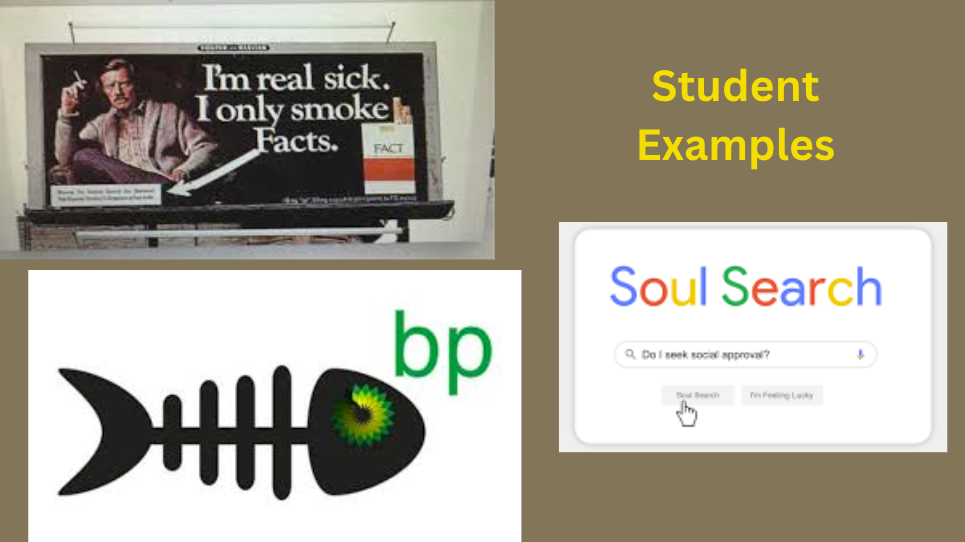 I'm real sick.
I only smoke
Facts.
FACT
Student
Examples
bp
Soul Search
Do I seek social approval?
Soul Search
I'm Feeling Lucky